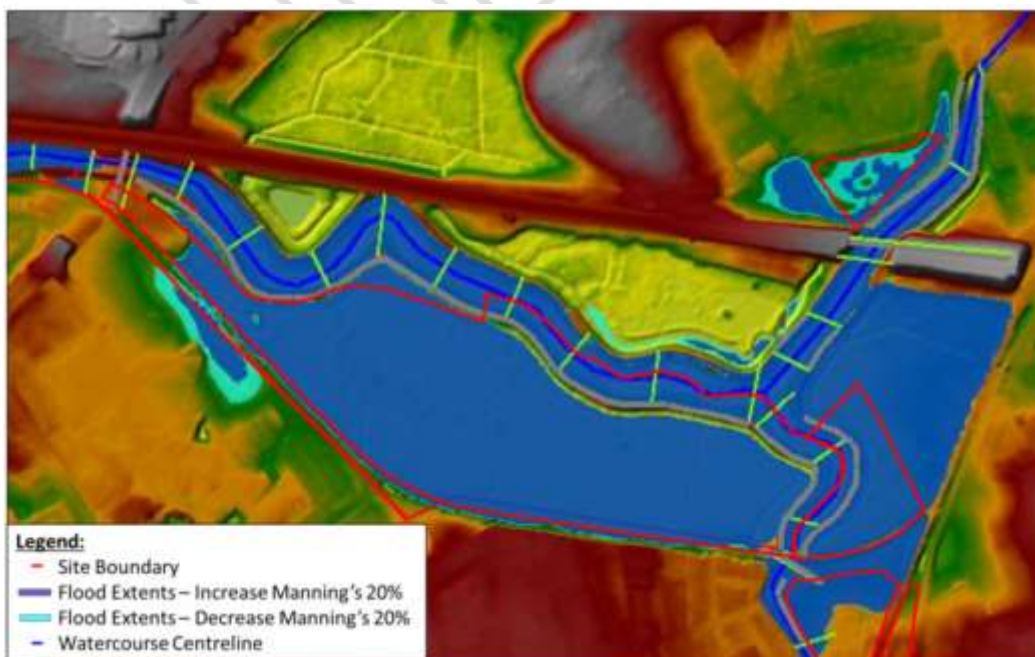 Legend:
Site Boundary
Flood Extents – Increase Manning's 20%
Flood Extents – Decrease Manning's 20%
Watercourse Centreline